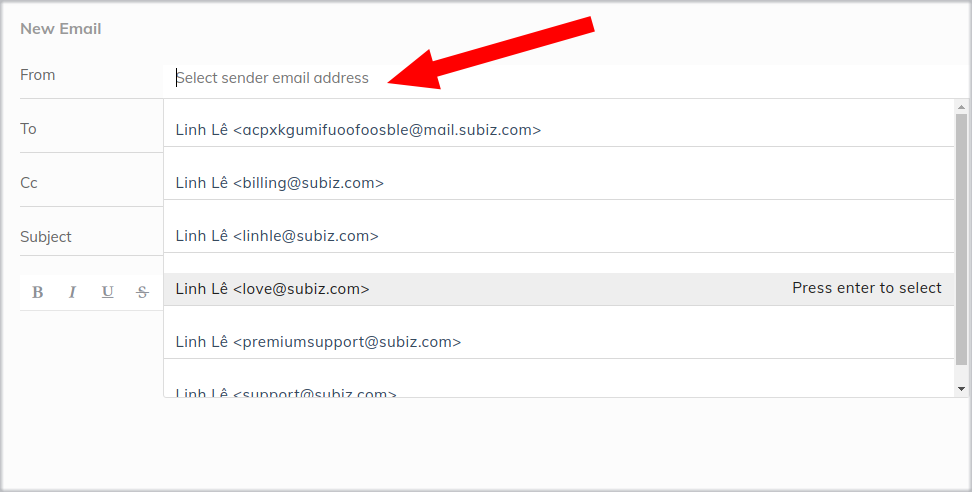 New Email
From
Select sender email address
To
Linh Lê <acpxkgumifuoofoosble@mail.subiz.com>
Cc
Linh Lê <billing@subiz.com>
Subject
Linh Lê <linhle@subiz.com>
B I U S
Linh Lê <love@subiz.com> Press enter to select
Linh Lê <premiumsupport@subiz.com>
Linh Lê <support@subiz.com>